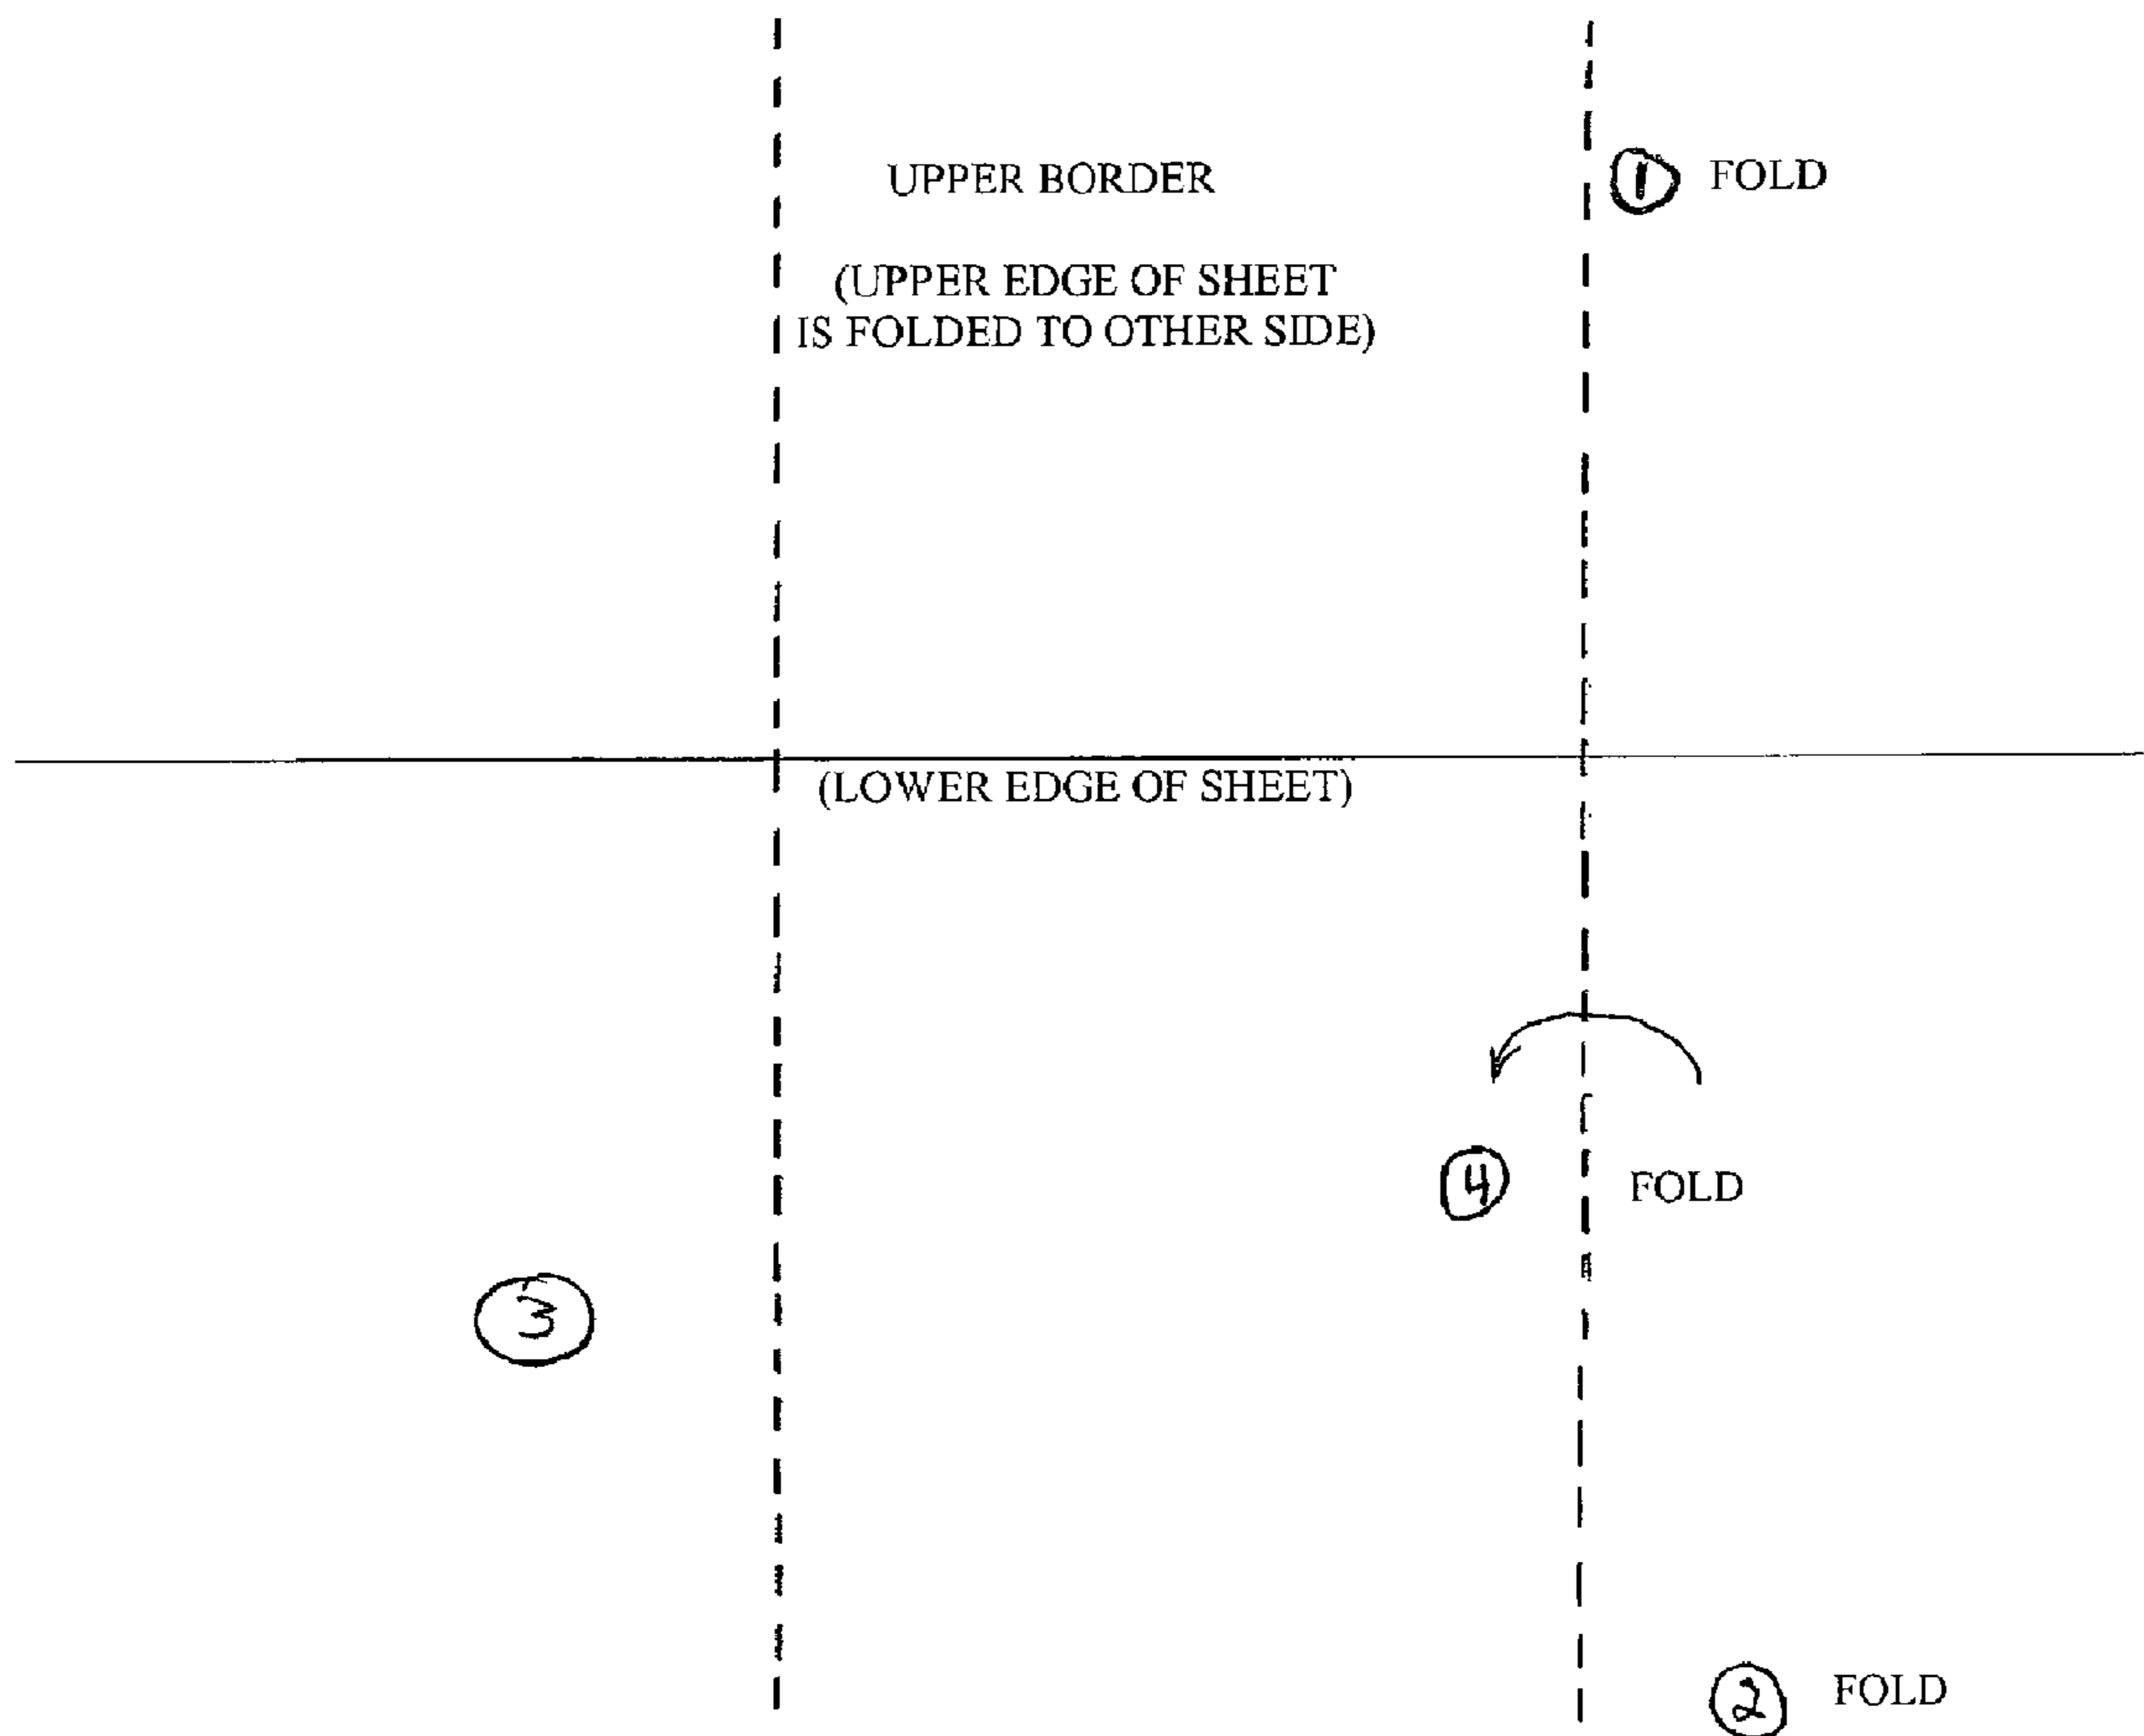 UPPER BORDER
1 FOLD
(UPPER EDGE OF SHEET
IS FOLDED TO OTHER SIDE)
(LOWER EDGE OF SHEET)
4 FOLD
3
2 FOLD